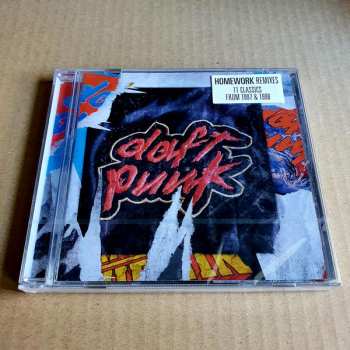 HOMEWORK REMIXES
11 CLASSICS
FROM 1997 & 1998
daft
punk